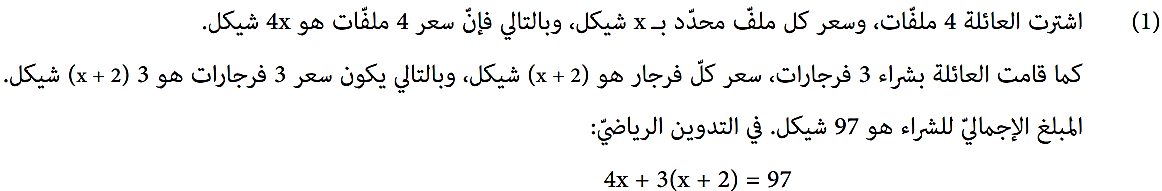 (1) اشترت العائلة 4 ملفّات، وسعر كل ملفّ محدّد بـ x شيكل، وبالتالي فإنّ سعر 4 ملفّات هو 4x شيكل.
كما قامت العائلة بشراء 3 فرجارات، سعر كلّ فرجار هو (x + 2) شيكل، وبالتالي يكون سعر 3 فرجارات هو 3 (x + 2) شيكل.
المبلغ الإجماليّ للشراء هو 97 شيكل. في التدوين الرياضيّ:
4x + 3(x + 2) = 97